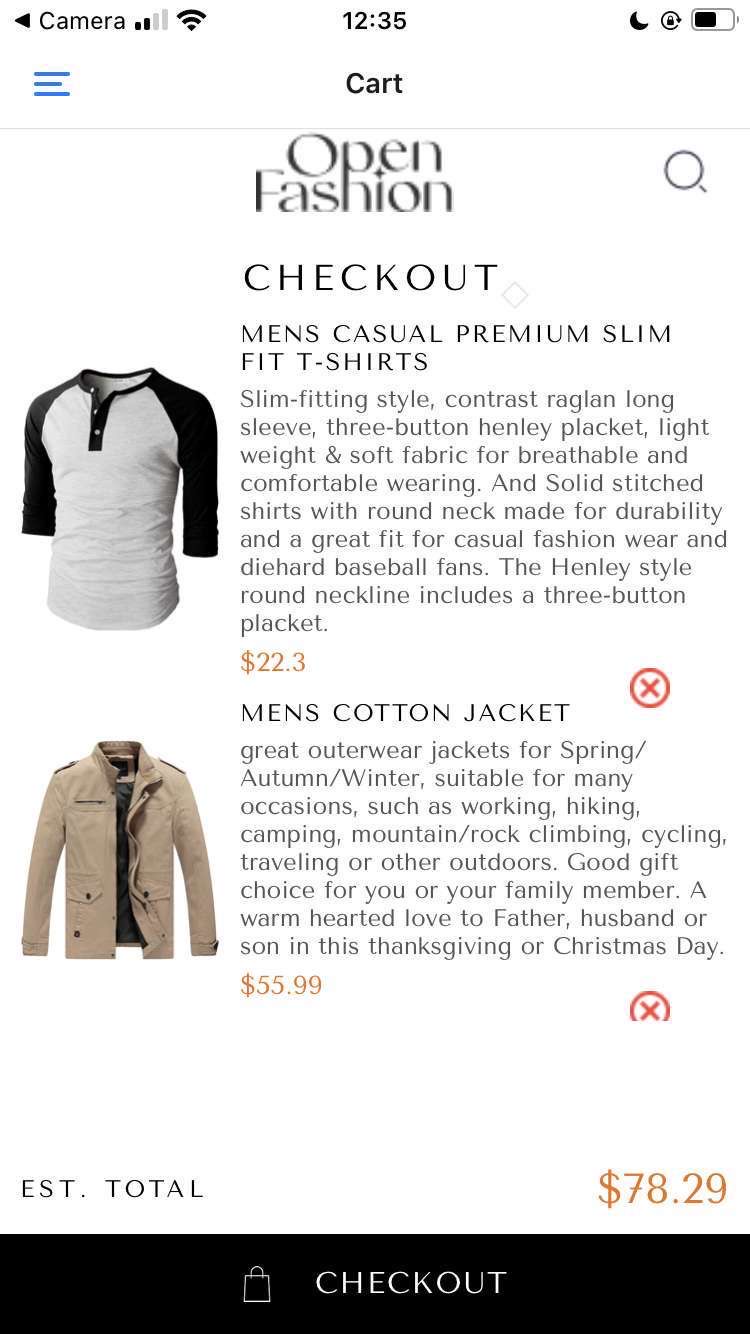 Camera
12:35
Cart
Open
Fashion
CHECKOUT
MENS CASUAL PREMIUM SLIM
FIT T-SHIRTS
Slim-fitting style, contrast raglan long
sleeve, three-button henley placket, light
weight & soft fabric for breathable and
comfortable wearing. And Solid stitched
shirts with round neck made for durability
and a great fit for casual fashion wear and
diehard baseball fans. The Henley style
round neckline includes a three-button
placket.
$22.3
MENS COTTON JACKET
great outerwear jackets for Spring/
Autumn/Winter, suitable for many
occasions, such as working, hiking,
camping, mountain/rock climbing, cycling,
traveling or other outdoors. Good gift
choice for you or your family member. A
warm hearted love to Father, husband or
son in this thanksgiving or Christmas Day.
$55.99
EST. TOTAL
$78.29
CHECKOUT